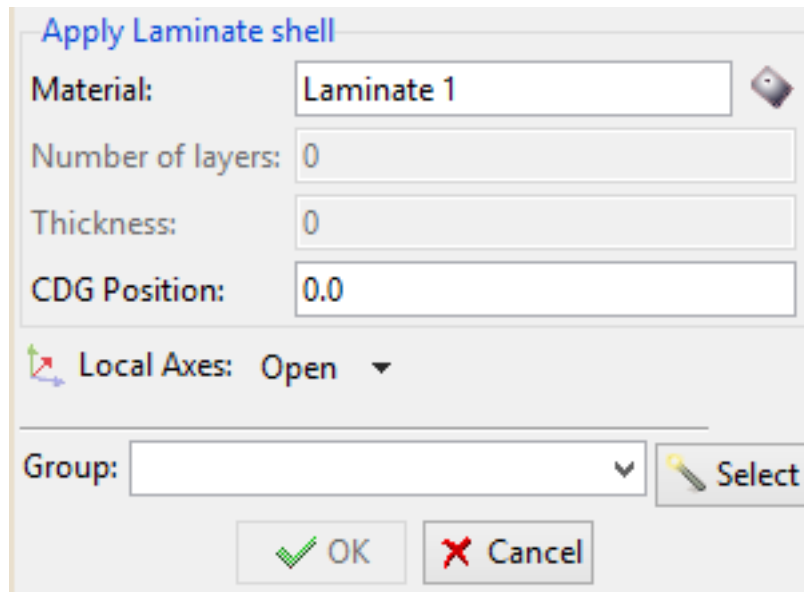 Apply Laminate shell
Material: Laminate 1
Number of layers: 0
Thickness: 0
CDG Position: 0.0
Local Axes: Open
Group: Select
OK Cancel